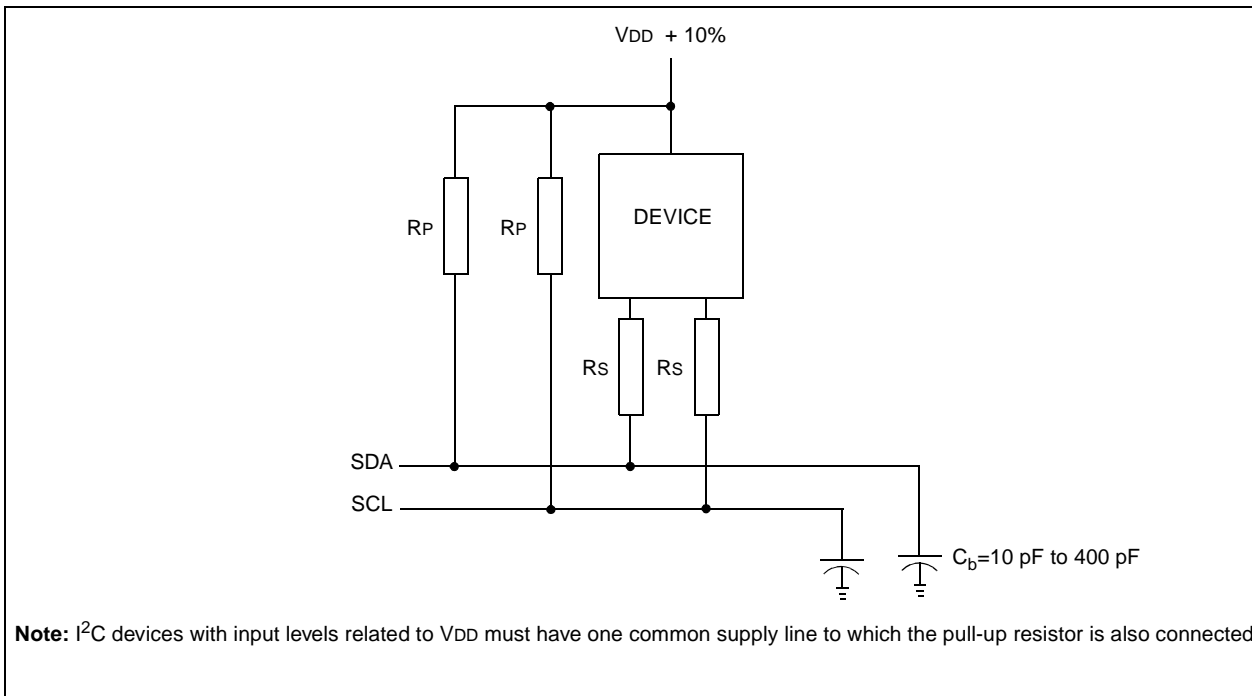 VDD + 10%
RP
RP
DEVICE
RS
RS
SDA
SCL
Cb=10 pF to 400 pF
Note: I2C devices with input levels related to VDD must have one common supply line to which the pull-up resistor is also connected